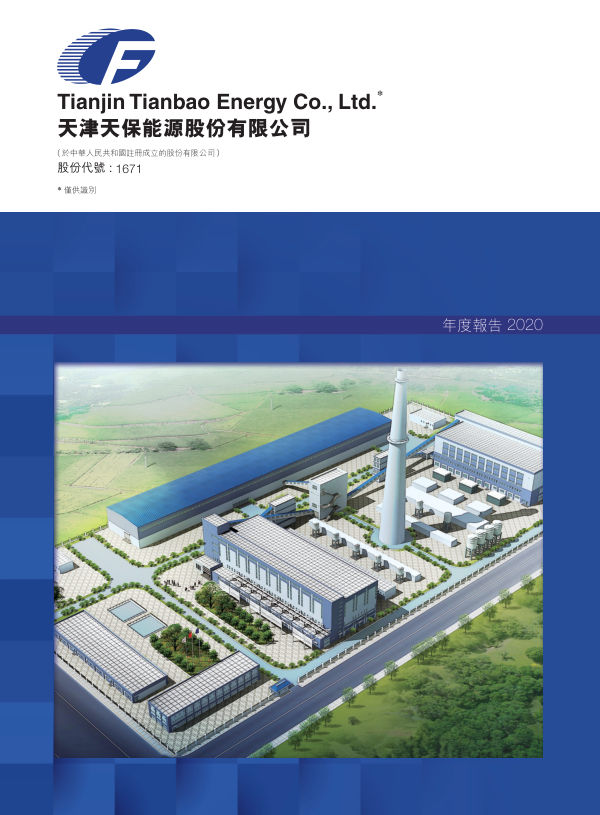 Tianjin Tianbao Energy Co., Ltd.*
天津天保能源股份有限公司
(於中華人民共和國註冊成立的股份有限公司)
股份代號：1671
* 僅供識別
年度報告 2020